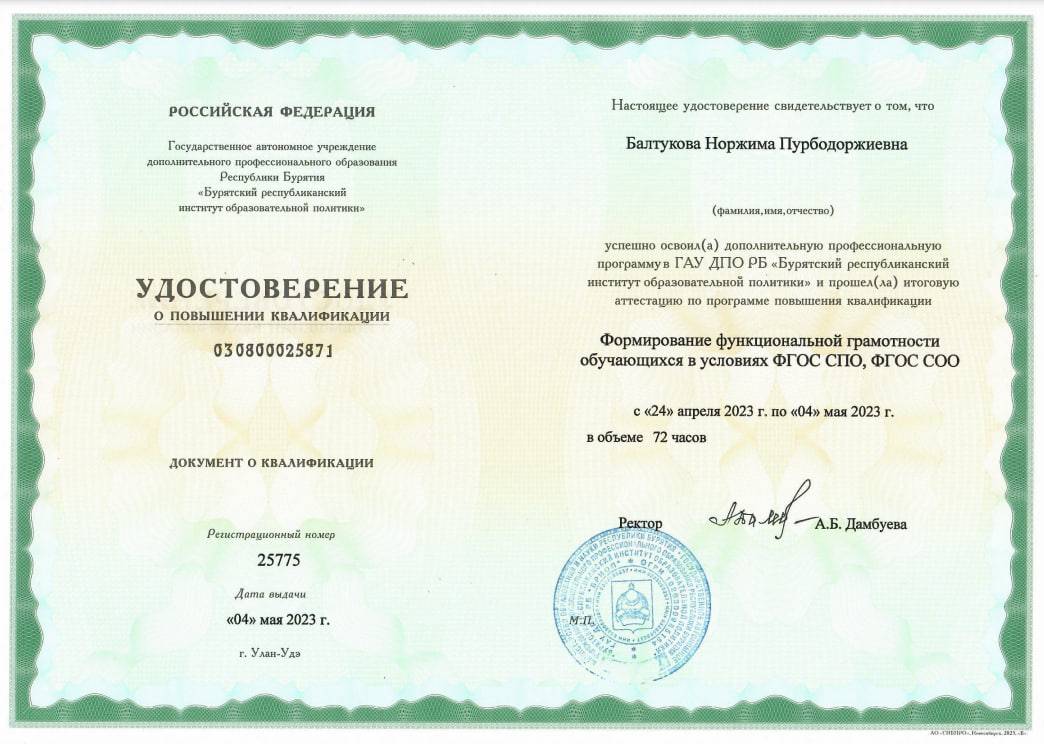 РОССИЙСКАЯ ФЕДЕРАЦИЯ
Государственное автономное учреждение
дополнительного профессионального образования
Республики Бурятия
«Бурятский республиканский
институт образовательной политики»
УДОСТОВЕРЕНИЕ
О ПОВЫШЕНИИ КВАЛИФИКАЦИИ
030800025871
ДОКУМЕНТ О КВАЛИФИКАЦИИ
Регистрационный номер
25775
Дата выдачи
«04» мая 2023 г.
г. Улан-Удэ
Настоящее удостоверение свидетельствует о том, что
Балтукова Норжима Пурбодоржиевна
(фамилия,имя,отчество)
успешно освоил(а) дополнительную профессиональную
программу в ГАУ ДПО РБ «Бурятский республиканский
институт образовательной политики» и прошел(ла) итоговую
аттестацию по программе повышения квалификации
Формирование функциональной грамотности
обучающихся в условиях ФГОС СПО, ФГОС СОО
с «24» апреля 2023 г. по «04» мая 2023 г.
в объеме 72 часов
Ректор
А.Б. Дамбуева
М.П.
АО «СИБПРО», Новосибирск, 2023, «Б».